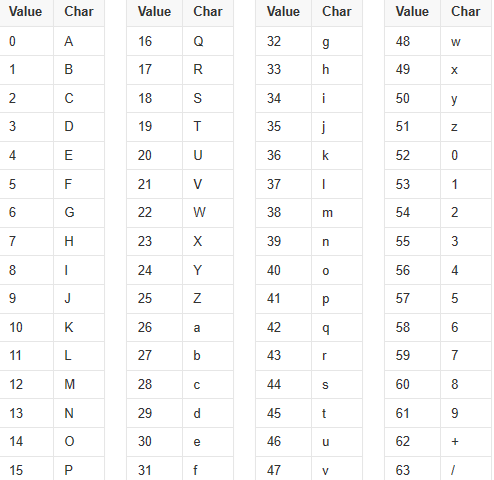 Value Char Value Char Value Char Value Char
0 A 16 Q 32 g 48 w
1 B 17 R 33 h 49 x
2 C 18 S 34 i 50 y
3 D 19 T 35 j 51 z
4 E 20 U 36 k 52 0
5 F 21 V 37 l 53 1
6 G 22 W 38 m 54 2
7 H 23 X 39 n 55 3
8 I 24 Y 40 o 56 4
9 J 25 Z 41 p 57 5
10 K 26 a 42 q 58 6
11 L 27 b 43 r 59 7
12 M 28 c 44 s 60 8
13 N 29 d 45 t 61 9
14 O 30 e 46 u 62 +
15 P 31 f 47 v 63 /